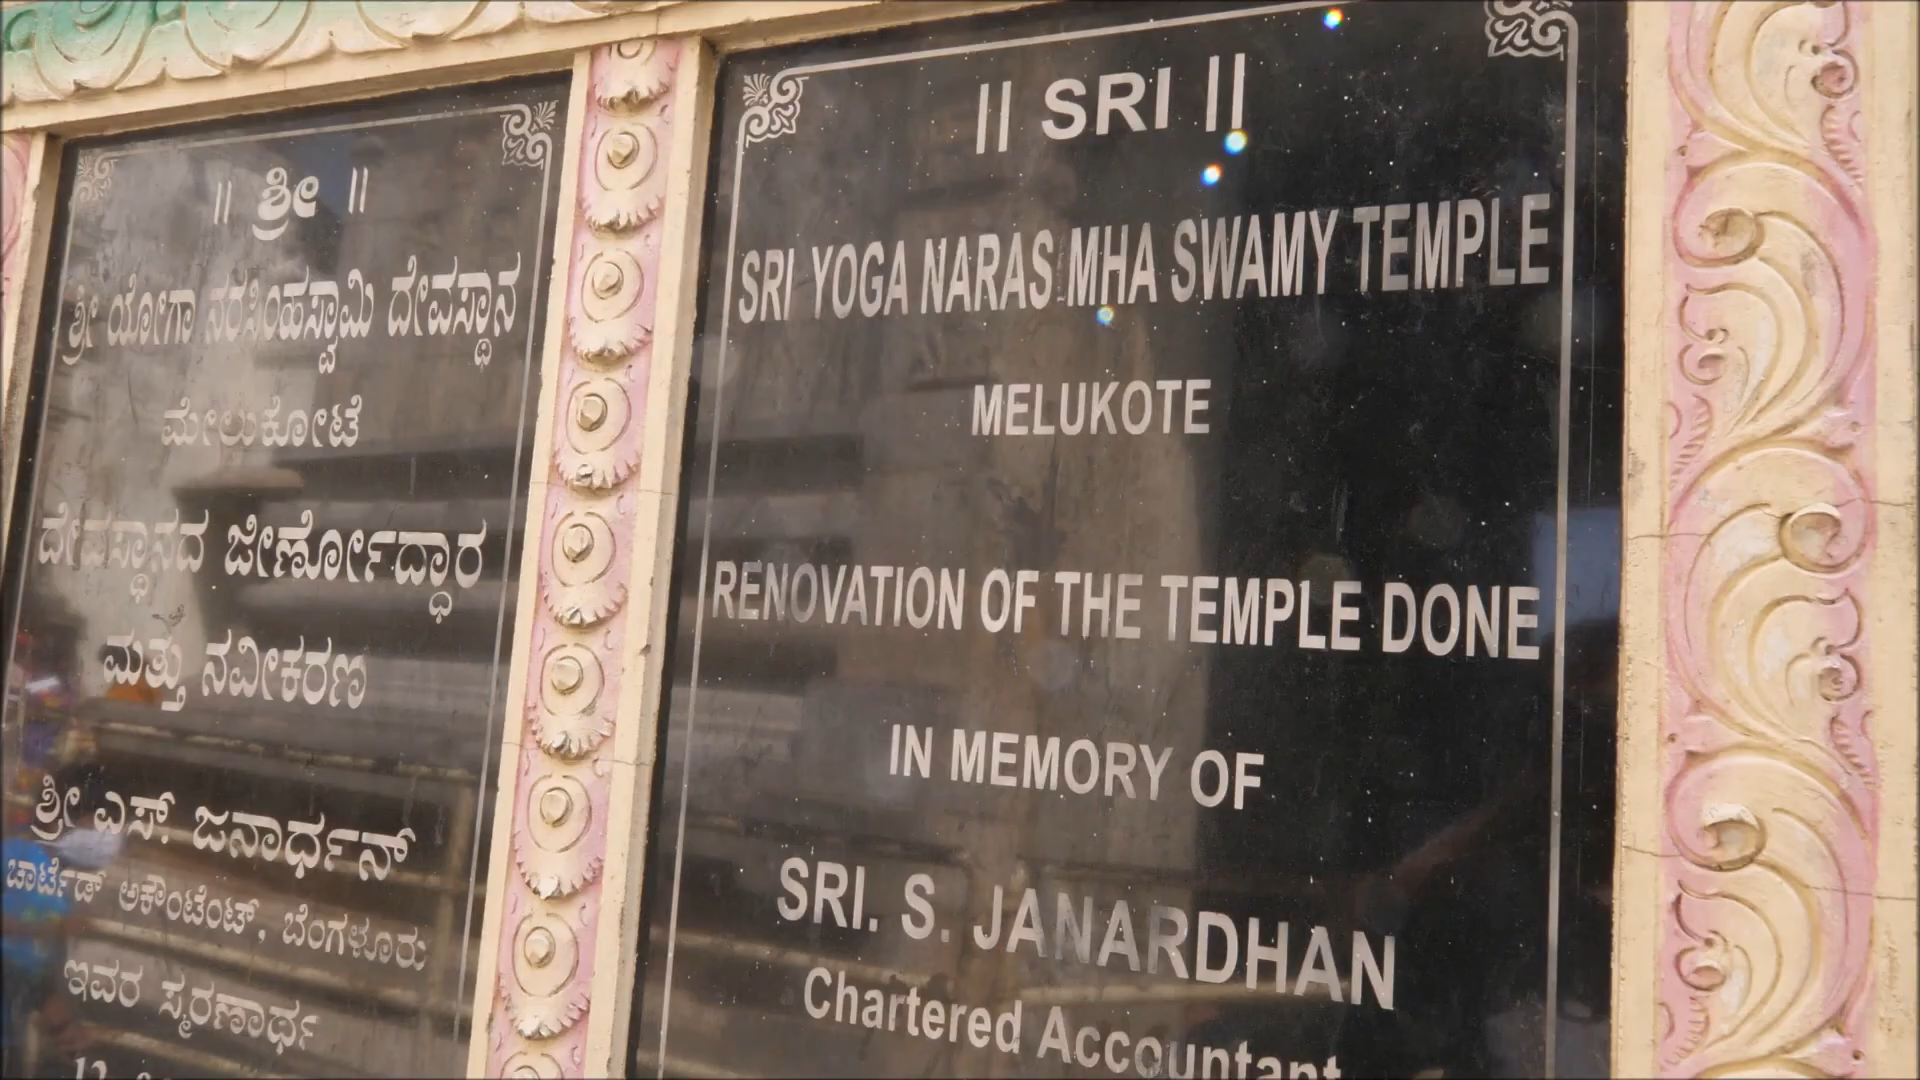 ॥ ಶ್ರೀ ॥
ಶ್ರೀ ಯೋಗಾ ನರಸಿಂಹಸ್ವಾಮಿ ದೇವಸ್ಥಾನ
ಮೇಲುಕೋಟೆ
ದೇವಸ್ಥಾನದ ಜೀರ್ಣೋದ್ಧಾರ
ಮತ್ತು ನವೀಕರಣ
ಶ್ರೀ ಎಸ್. ಜನಾರ್ಧನ್
ಚಾರ್ಟೆಡ್ ಅಕೌಂಟೆಂಟ್, ಬೆಂಗಳೂರು
ಇವರ ಸ್ಮರಣಾರ್ಥ
|| SRI ||
SRI YOGA NARAS MHA SWAMY TEMPLE
MELUKOTE
RENOVATION OF THE TEMPLE DONE
IN MEMORY OF
SRI. S. JANARDHAN
Chartered Accountant